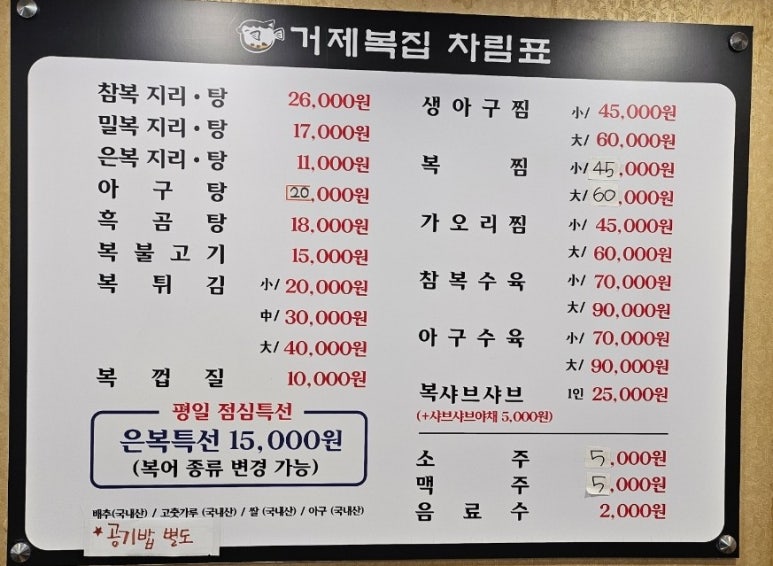 거제복집 차림표
참복 지리·탕 26,000원
밀복 지리·탕 17,000원
은복 지리·탕 11,000원
아구탕 20,000원
흑곰탕 18,000원
복불고기 15,000원
복튀김 小/ 20,000원
中/ 30,000원
大/ 40,000원
복껍질 10,000원
평일 점심특선
은복특선 15,000원
(복어 종류 변경 가능)
배추(국내산) / 고춧가루 (국내산) / 쌀 (국내산) / 아구 (국내산)
*공기밥 별도
생아구찜 小/ 45,000원
大/ 60,000원
복찜 小/ 45,000원
大/ 60,000원
가오리찜 小/ 45,000원
大/ 60,000원
참복수육 小/ 70,000원
大/ 90,000원
아구수육 小/ 70,000원
大/ 90,000원
복샤브샤브 1인 25,000원
(+샤브샤브야채 5,000원)
소주 5,000원
맥주 5,000원
음료수 2,000원